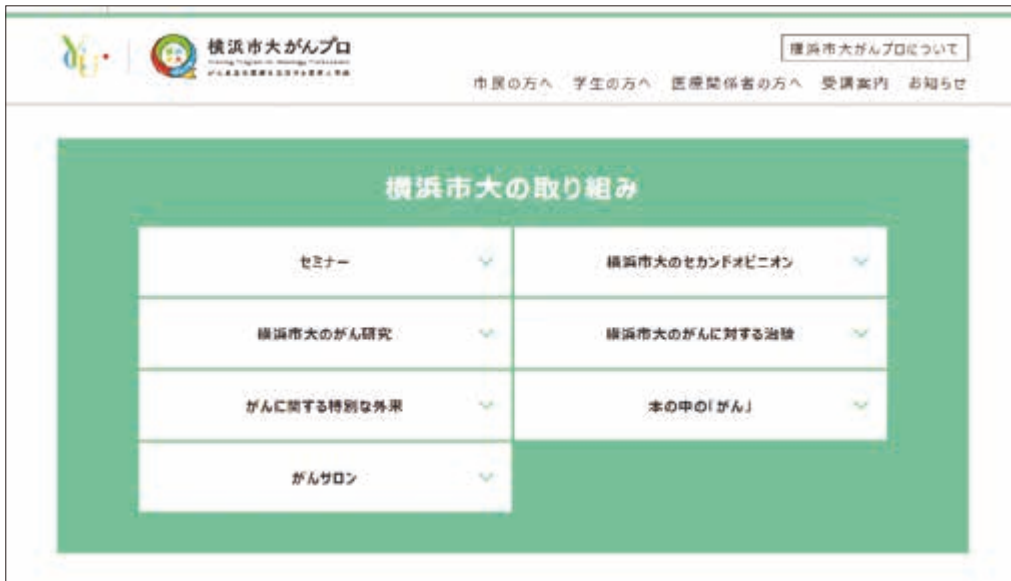 横浜市大がんプロ
横浜市大がんプロについて
市民の方へ 学生の方へ 医療関係者の方へ 受講案内 お知らせ
横浜市大の取り組み
セミナー
横浜市大のセカンドオピニオン
横浜市大のがん研究
横浜市大のがんに対する治験
がんに関する特別な外来
本の中の「がん」
がんサロン